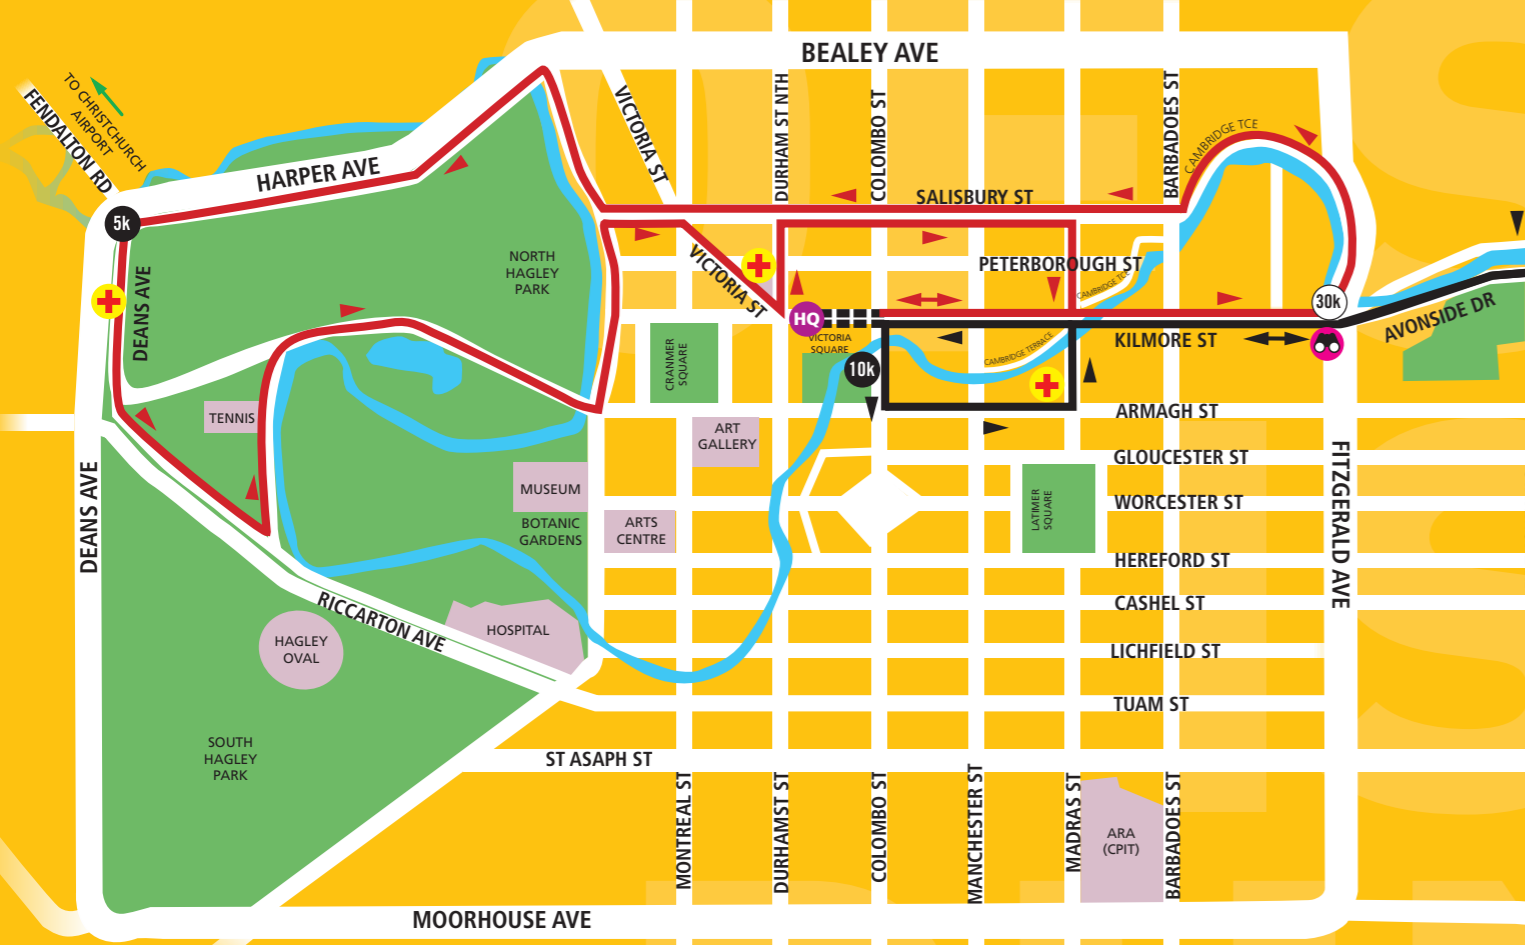 BEALEY AVE
TO CHRISTCHURCH
AIRPORT
FENDALTON RD
HARPER AVE
VICTORIA ST
DURHAM ST NTH
COLOMBO ST
BARBADOES ST
CAMBRIDGE TCE
SALISBURY ST
5k
DEANS AVE
NORTH
HAGLEY
PARK
VICTORIA ST
PETERBOROUGH ST
CAMBRIDGE TCE
30k
HQ
AVONSIDE DR
KILMORE ST
VICTORIA
SQUARE
CAMBRIDGE TERRACE
10k
CRANMER
SQUARE
TENNIS
ARMAGH ST
ART
GALLERY
GLOUCESTER ST
MUSEUM
WORCESTER ST
LATIMER
SQUARE
BOTANIC
GARDENS
ARTS
CENTRE
DEANS AVE
FITZGERALD AVE
HEREFORD ST
CASHEL ST
RICCARTON AVE
HOSPITAL
HAGLEY
OVAL
LICHFIELD ST
TUAM ST
SOUTH
HAGLEY
PARK
ST ASAPH ST
MONTREAL ST
DURHAMST ST
COLOMBO ST
MANCHESTER ST
MADRAS ST
ARA
(CPIT)
BARBADOES ST
MOORHOUSE AVE